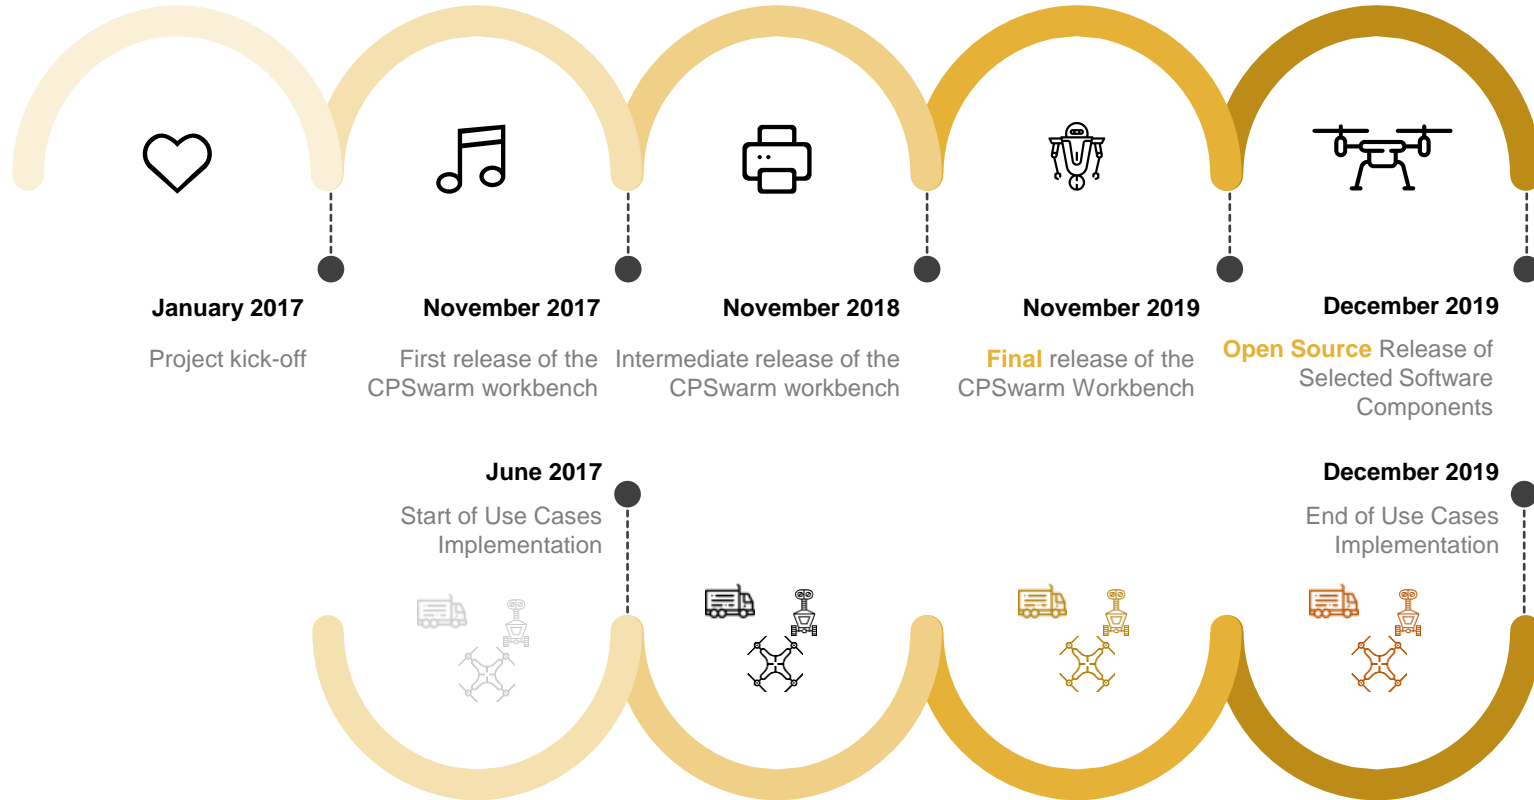 January 2017
Project kick-off
November 2017
First release of the
CPSwarm workbench
November 2018
Intermediate release of the
CPSwarm workbench
November 2019
Final release of the
CPSwarm Workbench
December 2019
Open Source Release of
Selected Software
Components
June 2017
Start of Use Cases
Implementation
December 2019
End of Use Cases
Implementation